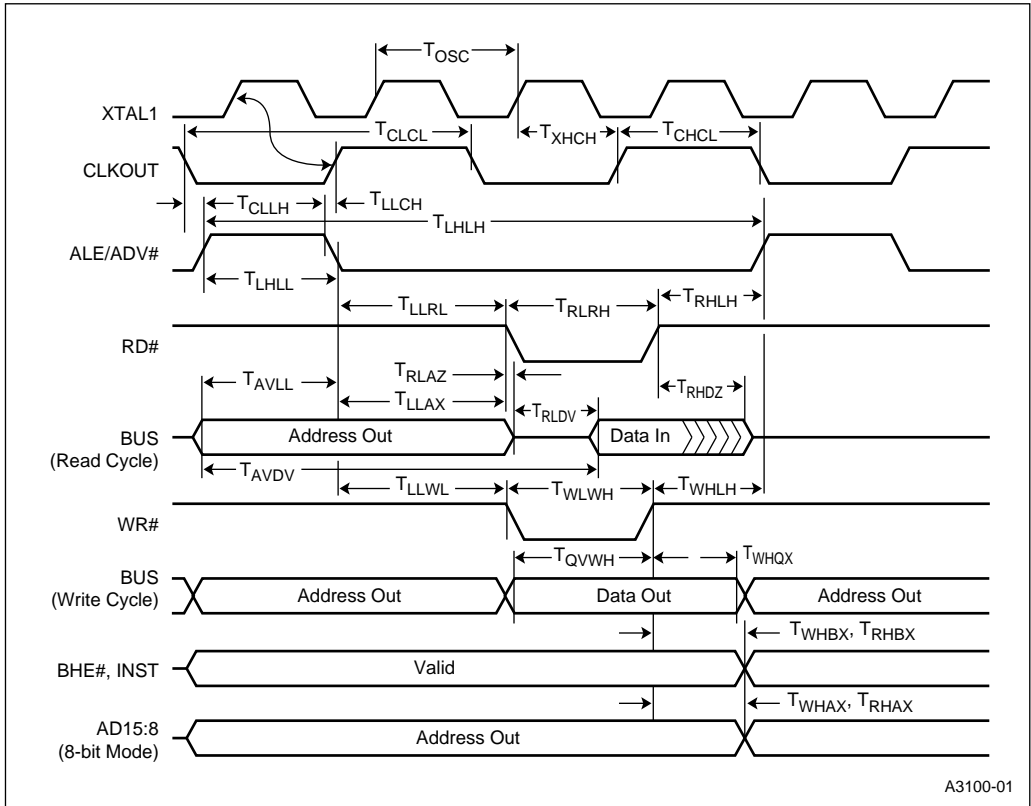 TOSC
XTAL1
TCLCL
TXHCH
TCHCL
CLKOUT
TCLLH
TLLCH
TLHLH
ALE/ADV#
TLHLL
TLLRL
TRLRH
TRHLH
RD#
TAVLL
TRLAZ
TRHDZ
TLLAX
TRLDV
BUS
(Read Cycle)
Address Out
Data In
TAVDV
TLLWL
TWLWH
TWHLH
WR#
TQVWH
TWHQX
BUS
(Write Cycle)
Address Out
Data Out
Address Out
TWHBX, TRHBX
BHE#, INST
Valid
TWHAX, TRHAX
AD15:8
(8-bit Mode)
Address Out
A3100-01